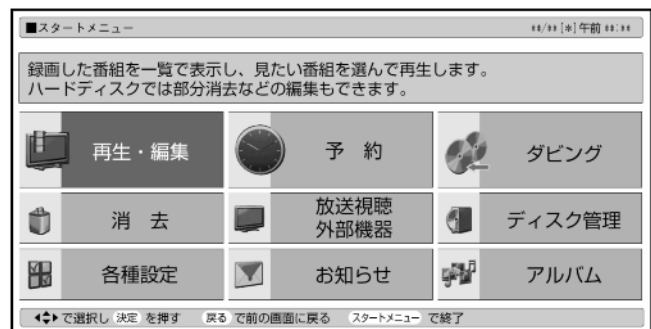 ■スタートメニュー
**/** [*] 午前 **:**
録画した番組を一覧で表示し、見たい番組を選んで再生します。
ハードディスクでは部分消去などの編集もできます。
再生・編集
予 約
ダビング
消 去
放送視聴
外部機器
ディスク管理
各種設定
お知らせ
アルバム
で選択し 決定 を押す 戻る で前の画面に戻る スタートメニュー で終了